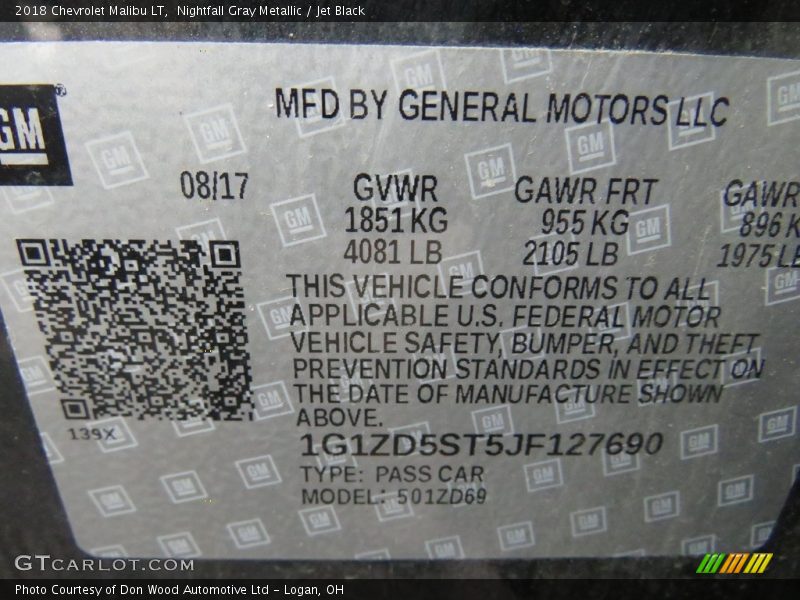 2018 Chevrolet Malibu LT, Nightfall Gray Metallic / Jet Black
GM®
MFD BY GENERAL MOTORS LLC
08/17 GVWR GAWR FRT GAWR
1851 KG 955 KG 896 K
4081 LB 2105 LB 1975 LB
THIS VEHICLE CONFORMS TO ALL
APPLICABLE U.S. FEDERAL MOTOR
VEHICLE SAFETY, BUMPER, AND THEFT
PREVENTION STANDARDS IN EFFECT ON
THE DATE OF MANUFACTURE SHOWN
ABOVE.
139X
1G1ZD5ST5JF127690
TYPE: PASS CAR
MODEL: 501ZD69
GTCARLOT.COM
Photo Courtesy of Don Wood Automotive Ltd - Logan, OH